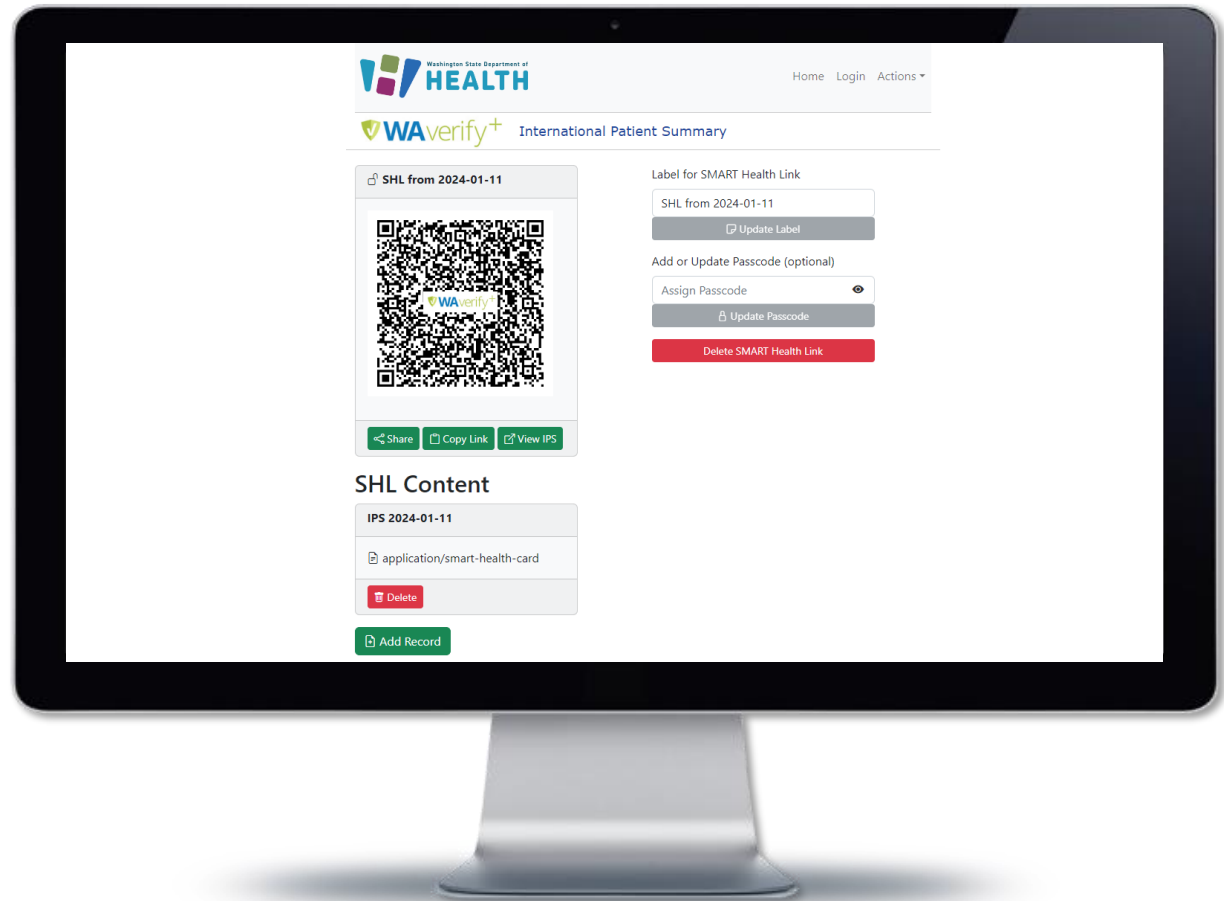 Washington State Department of
HEALTH
Home Login Actions
WAverify+ International Patient Summary
SHL from 2024-01-11
WAverify+
Share Copy Link View IPS
SHL Content
IPS 2024-01-11
application/smart-health-card
Delete
Add Record
Label for SMART Health Link
SHL from 2024-01-11
Update Label
Add or Update Passcode (optional)
Assign Passcode
Update Passcode
Delete SMART Health Link